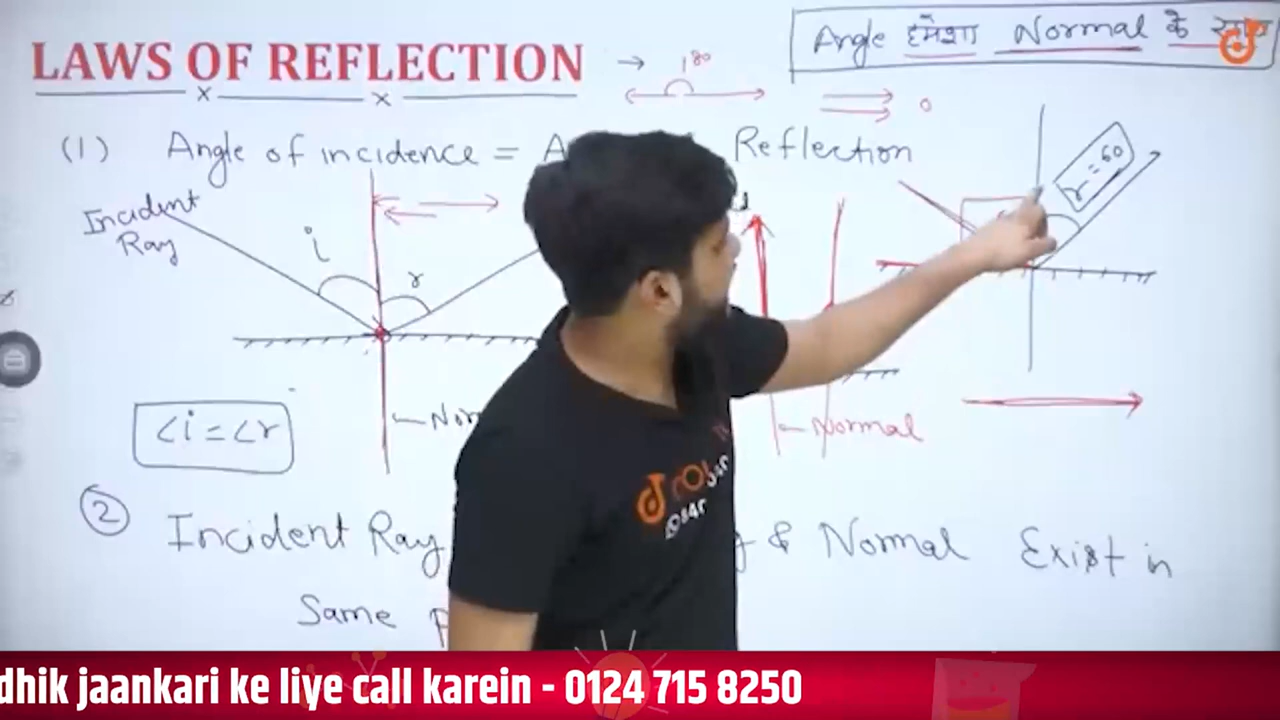 Angle हमेशा Normal के साथ
LAWS OF REFLECTION → 180
0
(1) Angle of incidence = A Reflection
r = 60
Incident
Ray
i
r
Normal
∠i = ∠r
② Incident Ray & Normal Exist in
Same
dhik jaankari ke liye call karein - 0124 715 8250